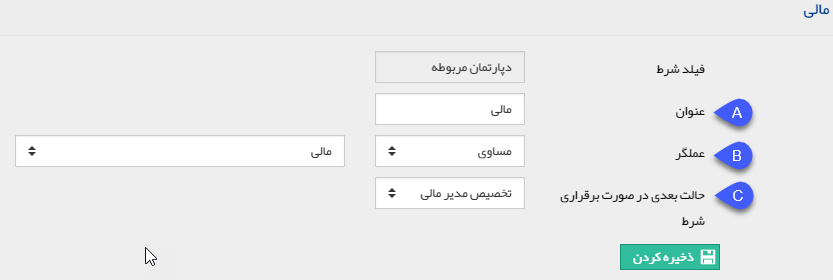 مالی
فیلد شرط دپارتمان مربوطه
A عنوان مالی
B عملگر مساوی مالی
C حالت بعدی در صورت برقراری تخصیص مدیر مالی
شرط
ذخیره کردن